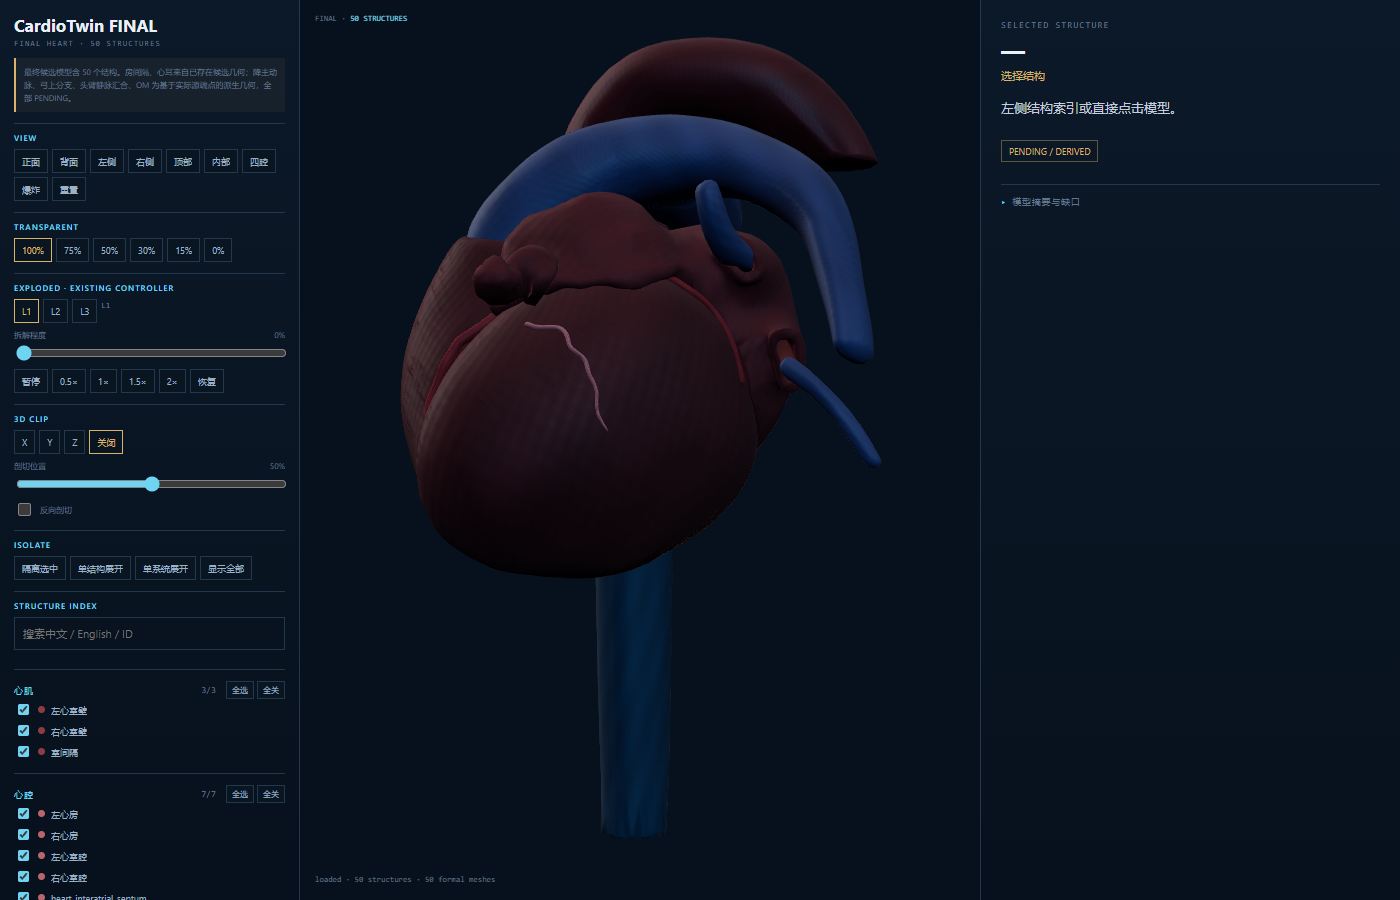 CardioTwin FINAL
FINAL HEART · 50 STRUCTURES
最终候选模型含 50 个结构。房间隔、心耳来自已存在候选几何；降主动
脉、弓上分支、头臂静脉汇合、OM 为基于实际源端点的派生几何，全
部 PENDING。
VIEW
正面 背面 左侧 右侧 顶部 内部 四腔
爆炸 重置
TRANSPARENT
100% 75% 50% 30% 15% 0%
EXPLODED · EXISTING CONTROLLER
L1 L2 L3 L1
拆解程度 0%
暂停 0.5× 1× 1.5× 2× 恢复
3D CLIP
X Y Z 关闭
剖切位置 50%
反向剖切
ISOLATE
隔离选中 单结构展开 单系统展开 显示全部
STRUCTURE INDEX
搜索中文 / English / ID
心肌 3/3 全选 全关
左心室壁
右心室壁
室间隔
心腔 7/7 全选 全关
左心房
右心房
左心室腔
右心室腔
heart interatrial septum
FINAL · 50 STRUCTURES
loaded · 50 structures · 50 formal meshes
SELECTED STRUCTURE
选择结构
左侧结构索引或直接点击模型。
PENDING / DERIVED
▸ 模型摘要与缺口